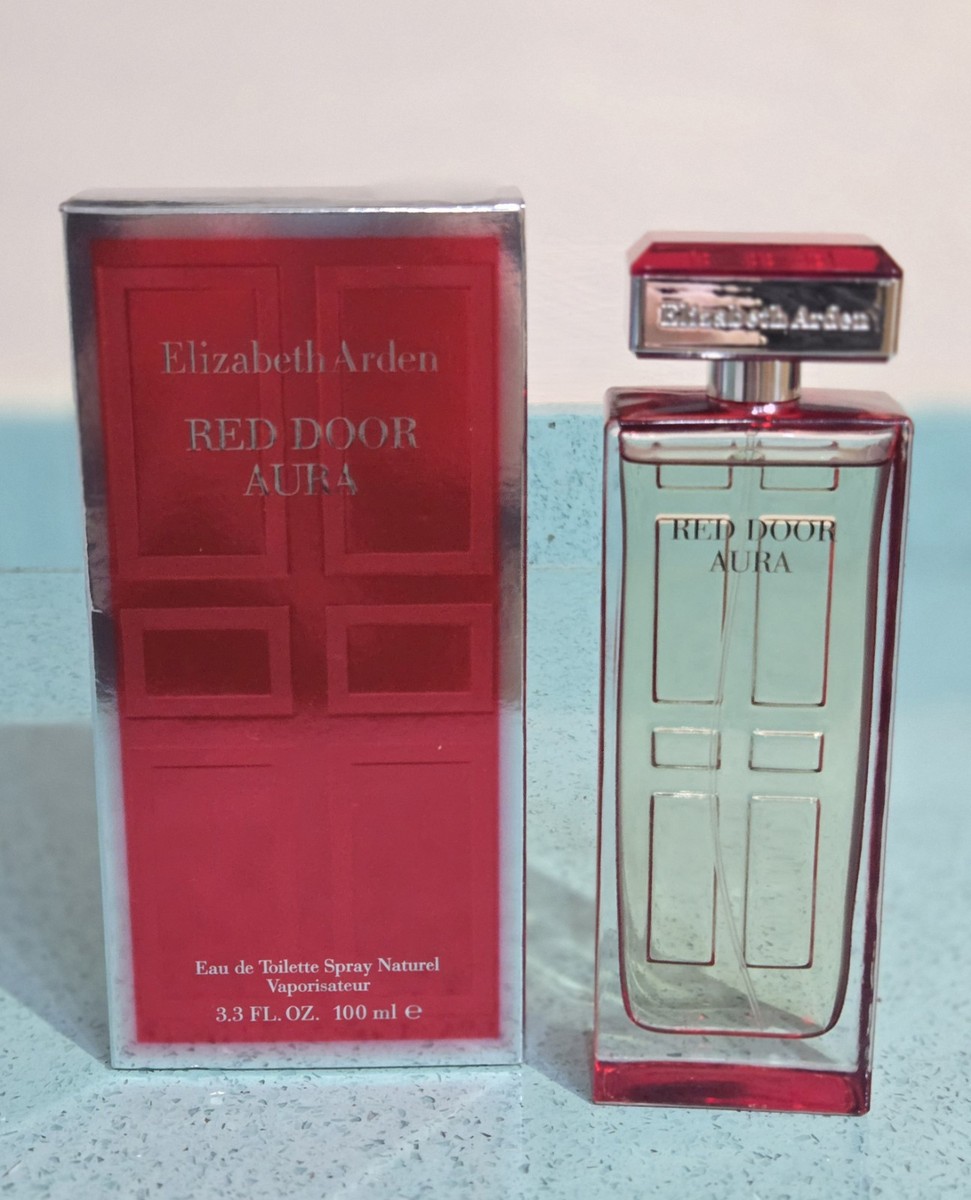 Elizabeth Arden
RED DOOR
AURA
Eau de Toilette Spray Naturel
Vaporisateur
3.3 FL. OZ. 100 ml ℮
Elizabeth Arden
RED DOOR
AURA